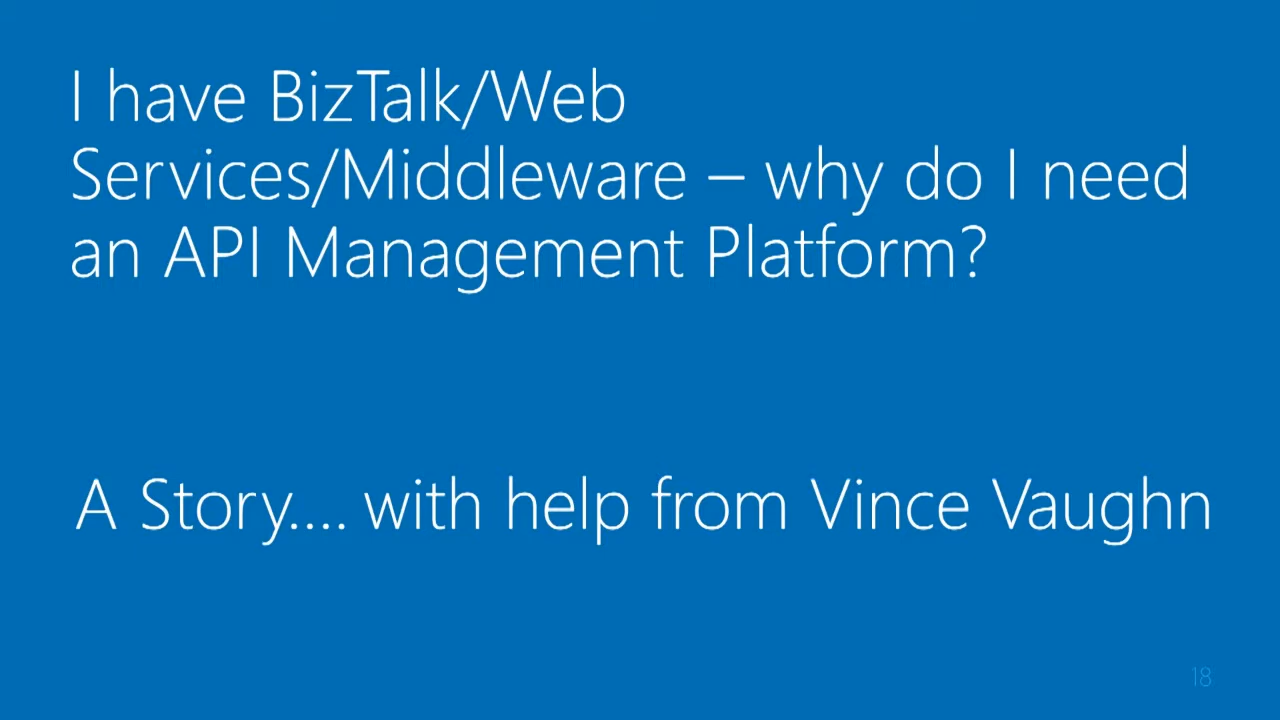 I have BizTalk/Web
Services/Middleware – why do I need
an API Management Platform?
A Story.... with help from Vince Vaughn
18